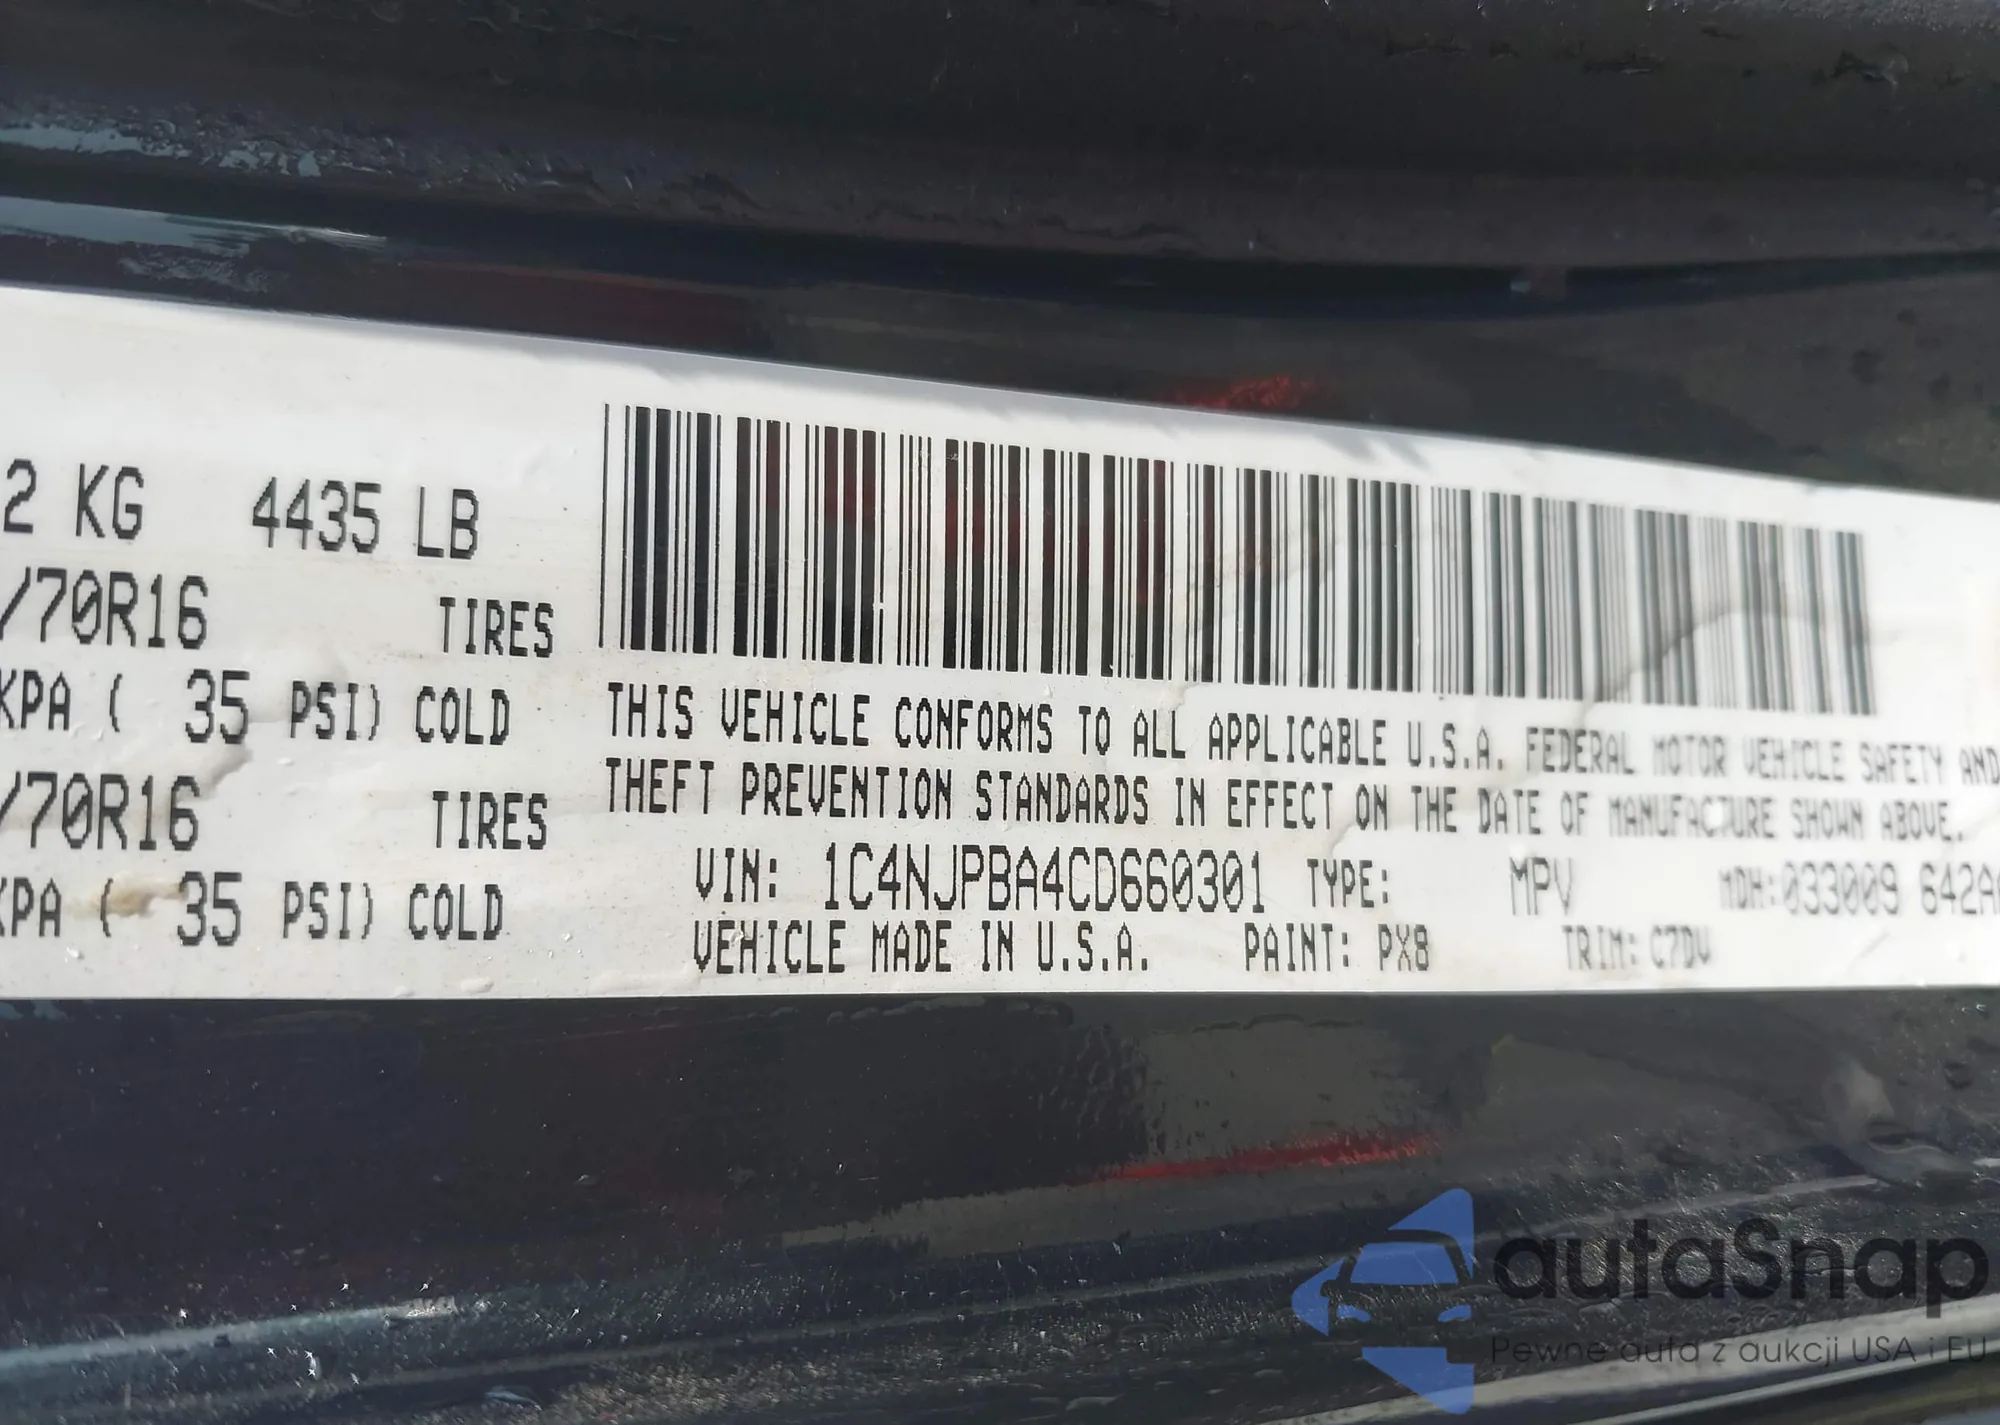 2 KG 4435 LB
/70R16 TIRES
KPA ( 35 PSI) COLD
/70R16 TIRES
KPA ( 35 PSI) COLD
THIS VEHICLE CONFORMS TO ALL APPLICABLE U.S.A. FEDERAL MOTOR VEHICLE SAFETY AND
THEFT PREVENTION STANDARDS IN EFFECT ON THE DATE OF MANUFACTURE SHOWN ABOVE.
VIN: 1C4NJPBA4CD660301 TYPE: MPV MDH:033009 642AA
VEHICLE MADE IN U.S.A. PAINT: PX8 TRIM: C7DV
autaSnap
Pewne auta z aukcji USA i EU